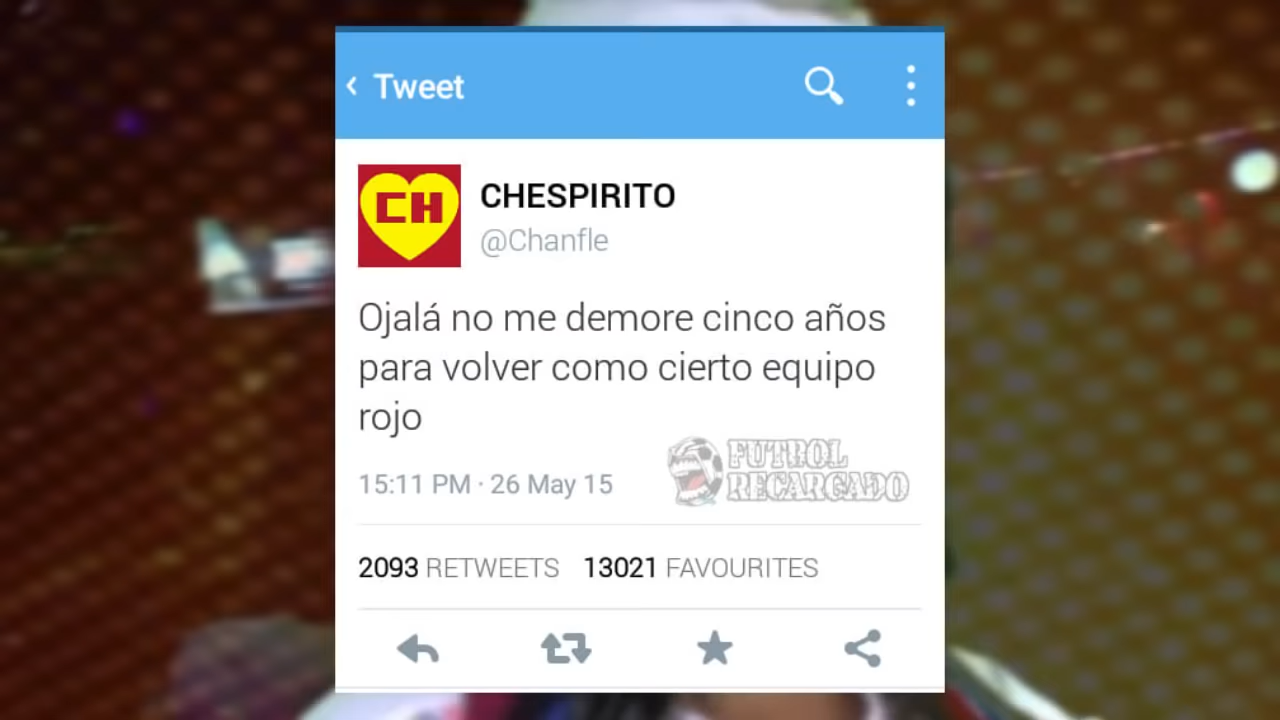 Tweet
CH
CHESPIRITO
@Chanfle
Ojalá no me demore cinco años
para volver como cierto equipo
rojo
FUTBOL
RECARGADO
15:11 PM · 26 May 15
2093 RETWEETS 13021 FAVOURITES